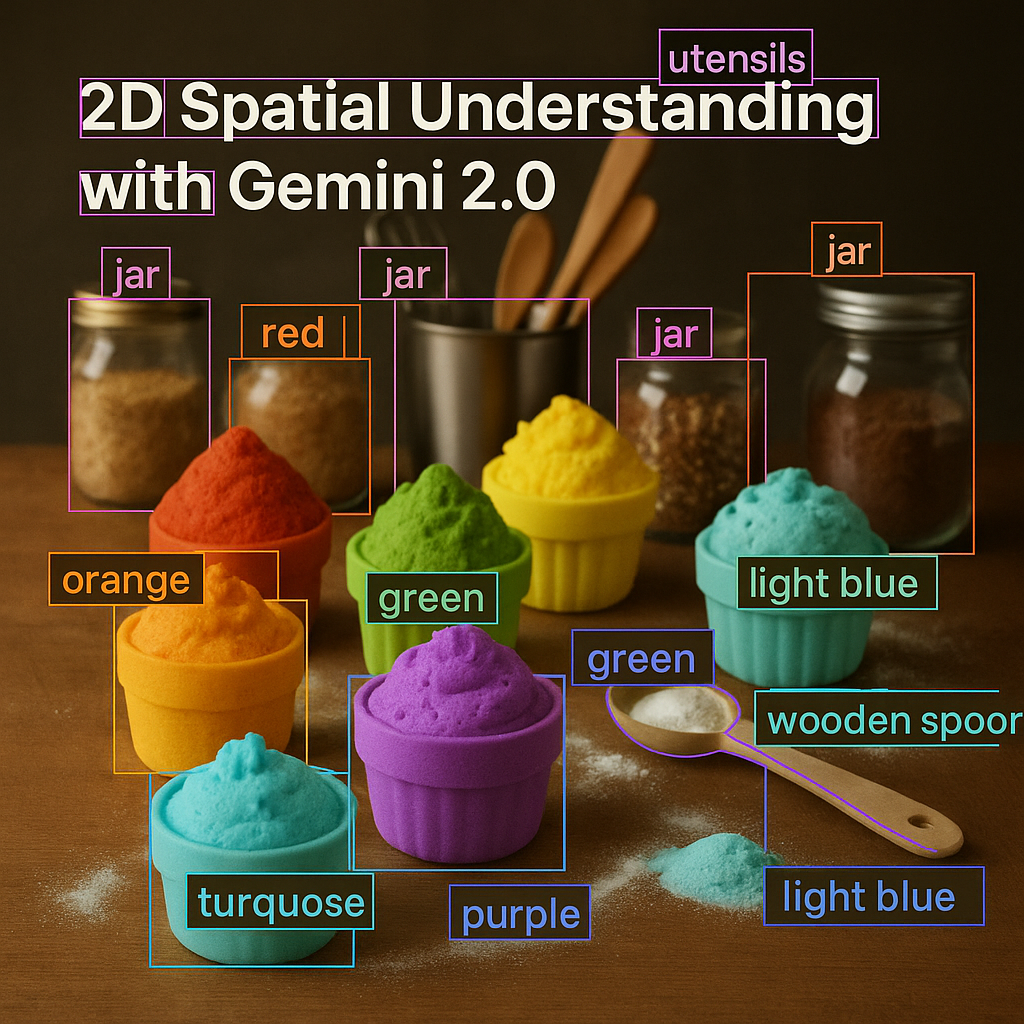 utensils
2D Spatial Understanding
with Gemini 2.0
jar
jar
jar
red
jar
orange
green
light blue
green
wooden spoor
turquose
purple
light blue